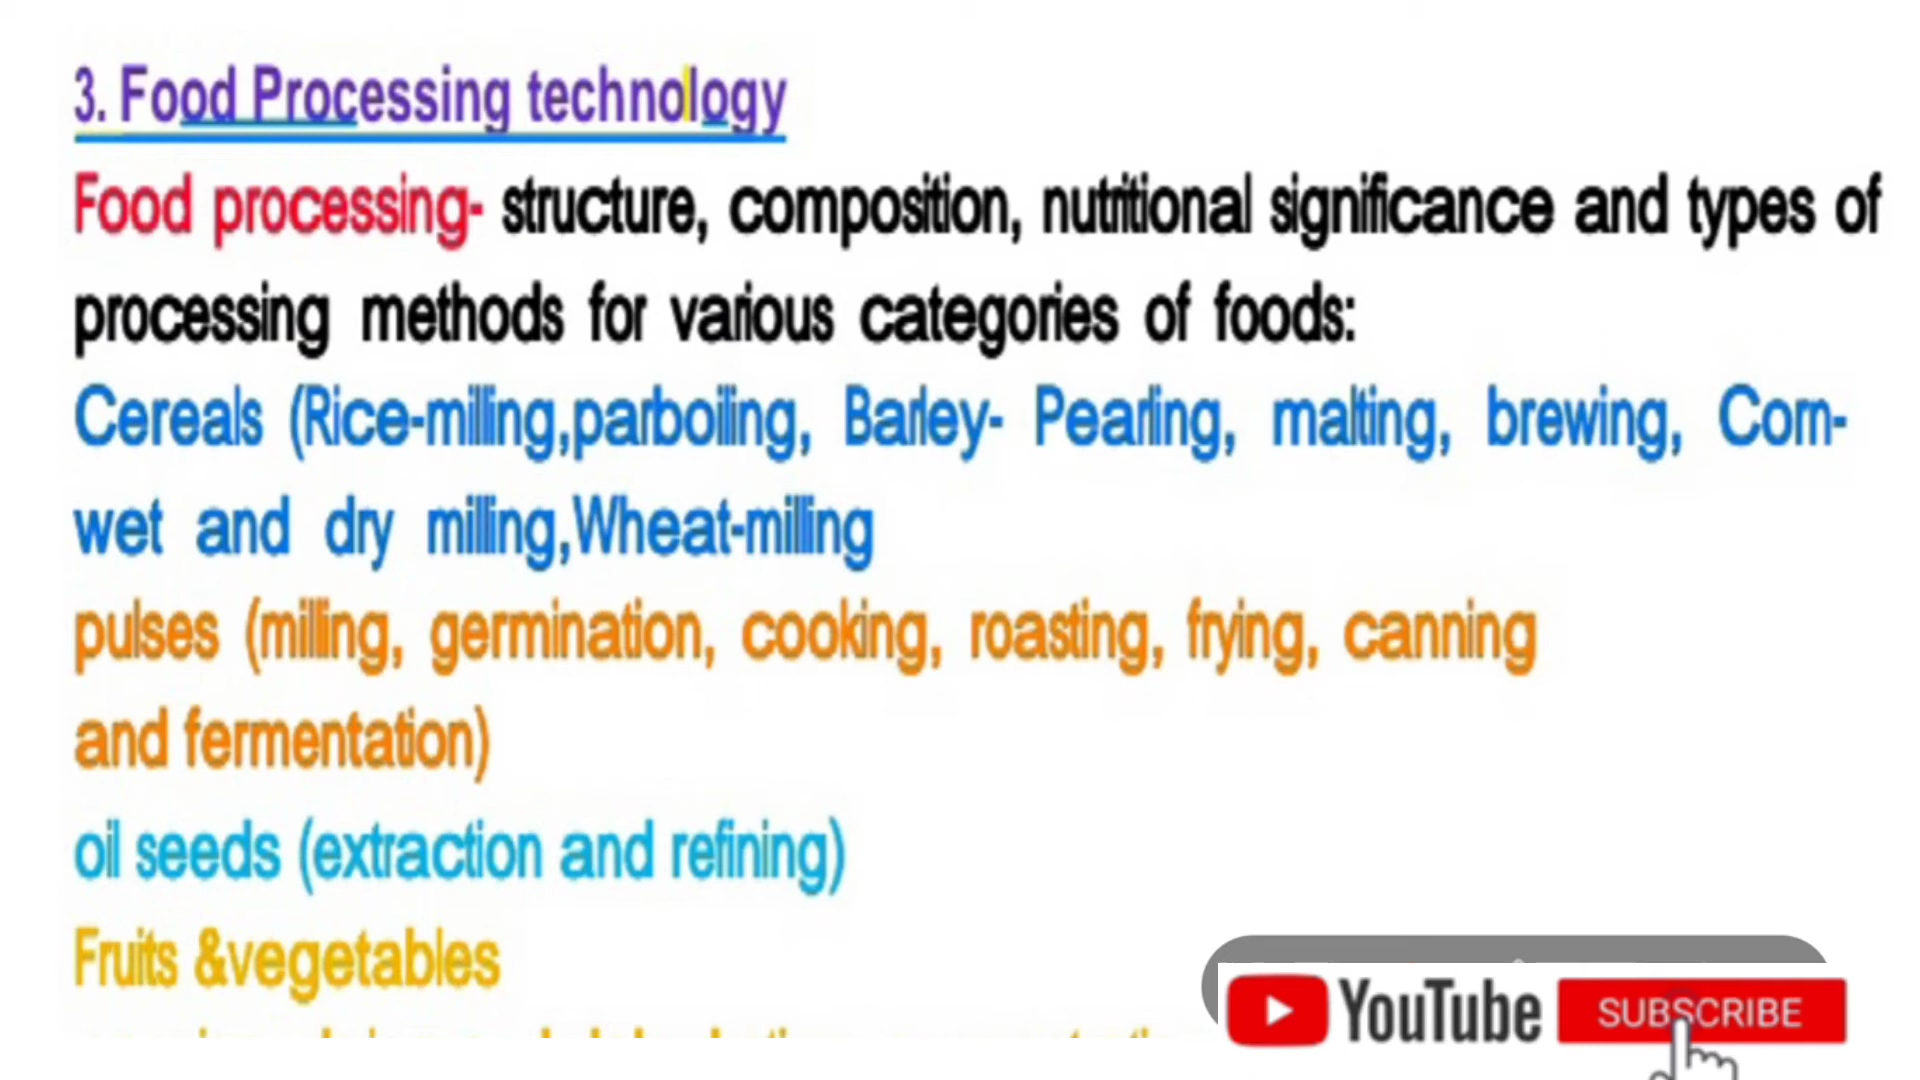 3. Food Processing technology
Food processing- structure, composition, nutritional significance and types of
processing methods for various categories of foods:
Cereals (Rice-milling,parboiling, Barley- Pearling, malting, brewing, Corn-
wet and dry milling,Wheat-milling
pulses (milling, germination, cooking, roasting, frying, canning
and fermentation)
oil seeds (extraction and refining)
Fruits &vegetables
YouTube SUBSCRIBE